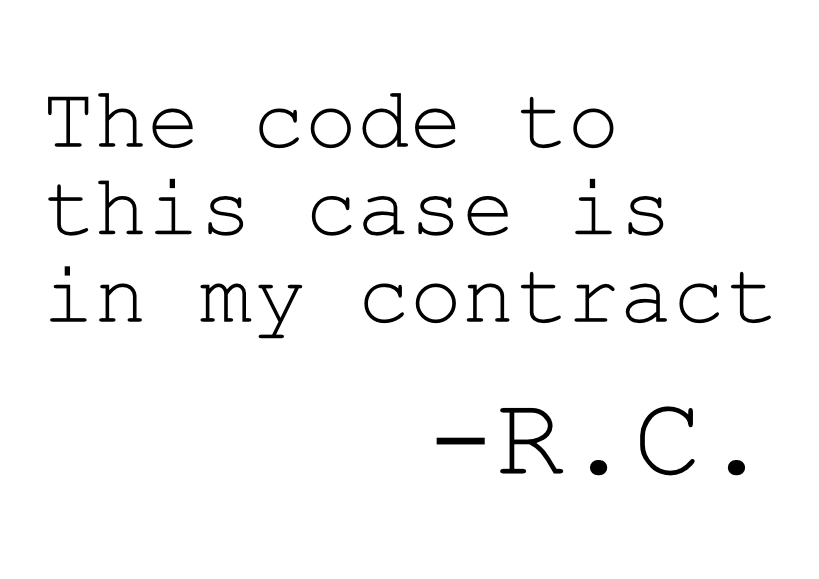 The code to
this case is
in my contract
-R.C.